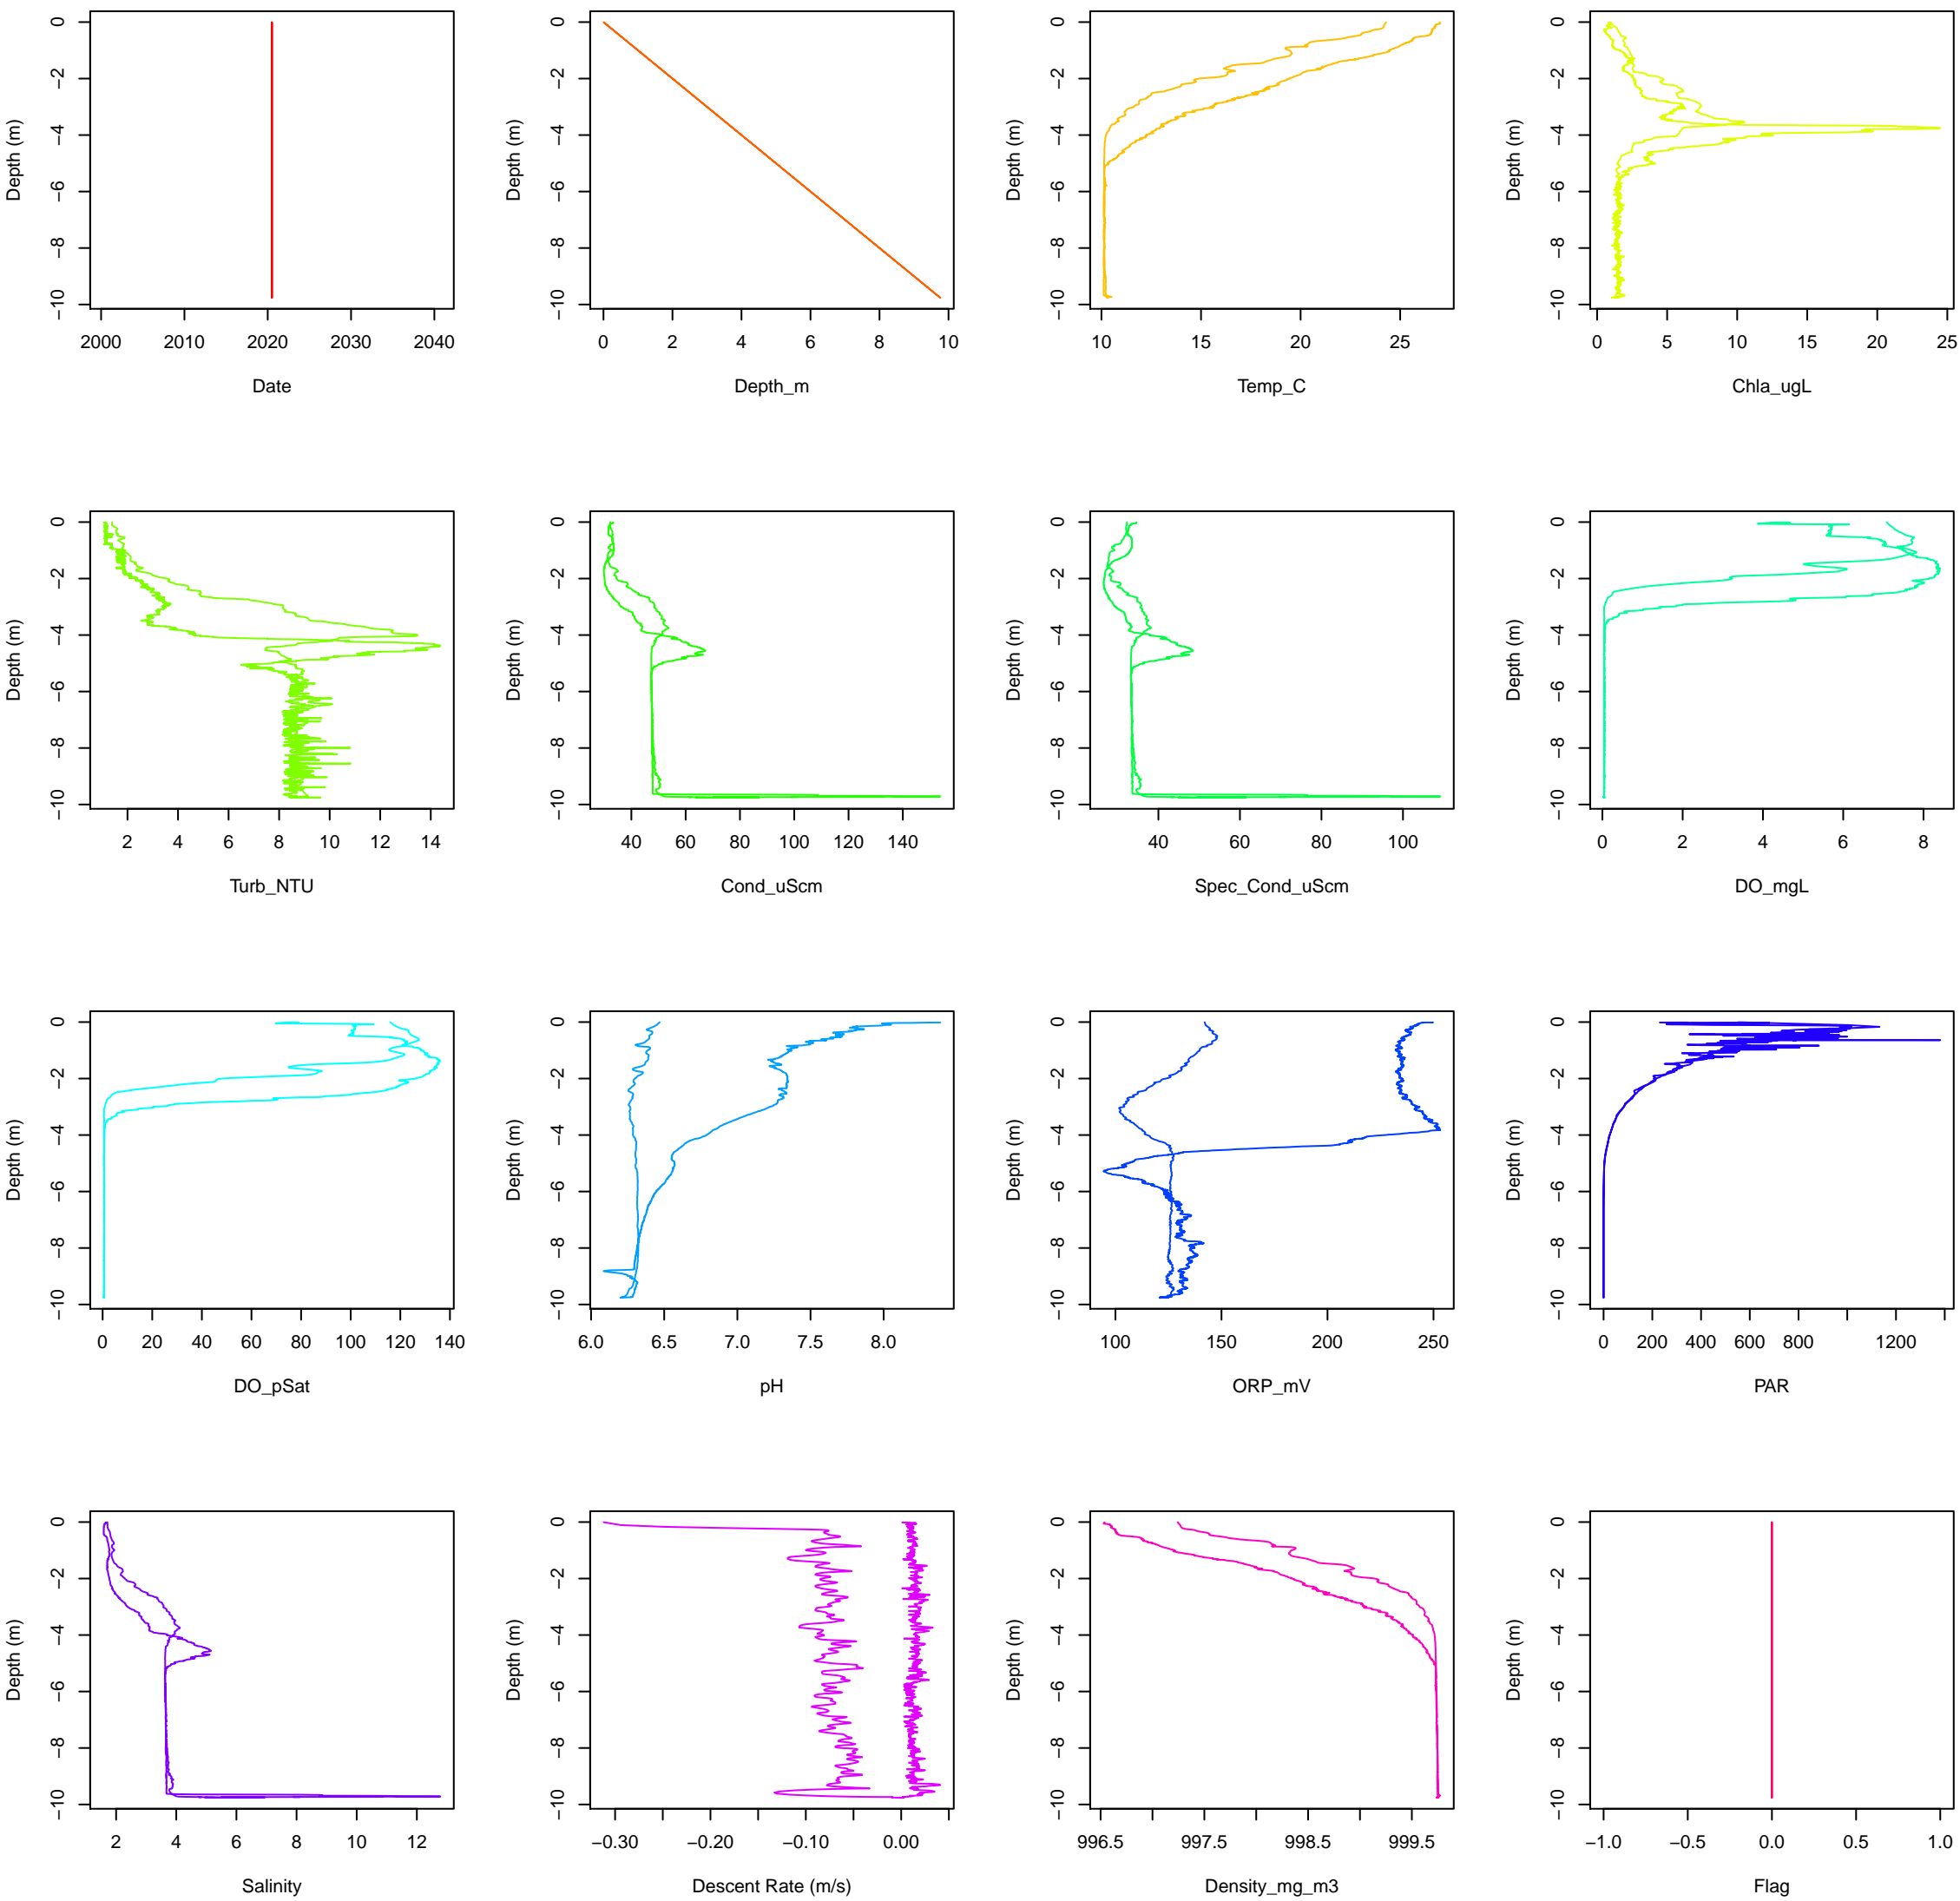 0 0 0 0
−2 −2 −2 −2
Depth (m) Depth (m) Depth (m) Depth (m)
−4 −4 −4 −4
−6 −6 −6 −6
−8 −8 −8 −8
−10 −10 −10 −10
2000 2010 2020 2030 2040 0 2 4 6 8 10 10 15 20 25 0 5 10 15 20 25
Date Depth_m Temp_C Chla_ugL
0 0 0 0
−2 −2 −2 −2
Depth (m) Depth (m) Depth (m) Depth (m)
−4 −4 −4 −4
−6 −6 −6 −6
−8 −8 −8 −8
−10 −10 −10 −10
2 4 6 8 10 12 14 40 60 80 100 120 140 40 60 80 100 0 2 4 6 8
Turb_NTU Cond_uScm Spec_Cond_uScm DO_mgL
0 0 0 0
−2 −2 −2 −2
Depth (m) Depth (m) Depth (m) Depth (m)
−4 −4 −4 −4
−6 −6 −6 −6
−8 −8 −8 −8
−10 −10 −10 −10
0 20 40 60 80 100 120 140 6.0 6.5 7.0 7.5 8.0 100 150 200 250 0 200 400 600 800 1200
DO_pSat pH ORP_mV PAR
0 0 0 0
−2 −2 −2 −2
Depth (m) Depth (m) Depth (m) Depth (m)
−4 −4 −4 −4
−6 −6 −6 −6
−8 −8 −8 −8
−10 −10 −10 −10
2 4 6 8 10 12 −0.30 −0.20 −0.10 0.00 996.5 997.5 998.5 999.5 −1.0 −0.5 0.0 0.5 1.0
Salinity Descent Rate (m/s) Density_mg_m3 Flag